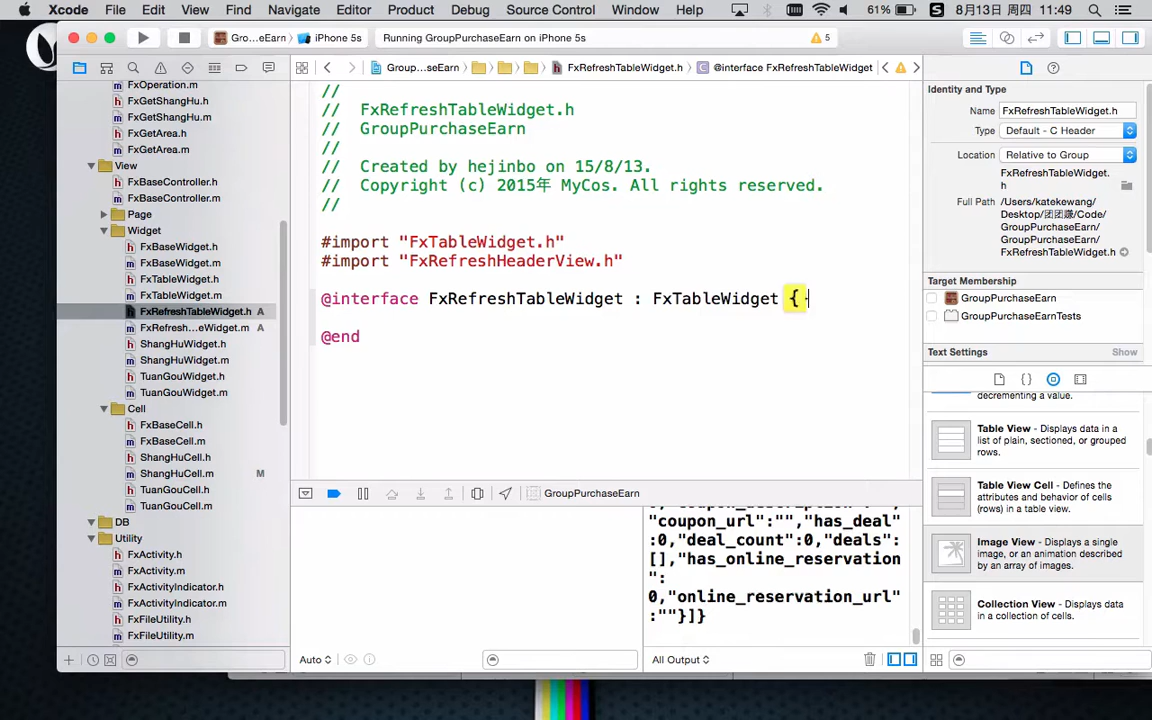 Xcode File Edit View Find Navigate Editor Product Debug Source Control Window Help 61% S 8月13日 周四 11:49
Gro...eEarn iPhone 5s Running GroupPurchaseEarn on iPhone 5s 5
Group...seEarn FxRefreshTableWidget.h @interface FxRefreshTableWidget
FxOperation.m
FxGetShangHu.h
FxGetShangHu.m
FxGetArea.h
FxGetArea.m
View
FxBaseController.h
FxBaseController.m
Page
Widget
FxBaseWidget.h
FxBaseWidget.m
FxTableWidget.h
FxTableWidget.m
FxRefreshTableWidget.h A
FxRefresh...eWidget.m A
ShangHuWidget.h
ShangHuWidget.m
TuanGouWidget.h
TuanGouWidget.m
Cell
FxBaseCell.h
FxBaseCell.m
ShangHuCell.h
ShangHuCell.m M
TuanGouCell.h
TuanGouCell.m
DB
Utility
FxActivity.h
FxActivity.m
FxActivityIndicator.h
FxActivityIndicator.m
FxFileUtility.h
FxFileUtility.m
//
// FxRefreshTableWidget.h
// GroupPurchaseEarn
//
// Created by hejinbo on 15/8/13.
// Copyright (c) 2015年 MyCos. All rights reserved.
//
#import "FxTableWidget.h"
#import "FxRefreshHeaderView.h"
@interface FxRefreshTableWidget : FxTableWidget {
@end
GroupPurchaseEarn
"coupon_url":"","has_deal"
:0,"deal_count":0,"deals":
[],"has_online_reservation
":
0,"online_reservation_url"
:""}]}
Auto
All Output
Identity and Type
Name FxRefreshTableWidget.h
Type Default - C Header
Location Relative to Group
FxRefreshTableWidget.
h
Full Path /Users/katekewang/
Desktop/团团赚/Code/
GroupPurchaseEarn/
GroupPurchaseEarn/
FxRefreshTableWidget.h
Target Membership
GroupPurchaseEarn
GroupPurchaseEarnTests
Text Settings Show
decrementing a value.
Table View - Displays data in a
list of plain, sectioned, or grouped
rows.
Table View Cell - Defines the
attributes and behavior of cells
(rows) in a table view.
Image View - Displays a single
image, or an animation described
by an array of images.
Collection View - Displays data
in a collection of cells.